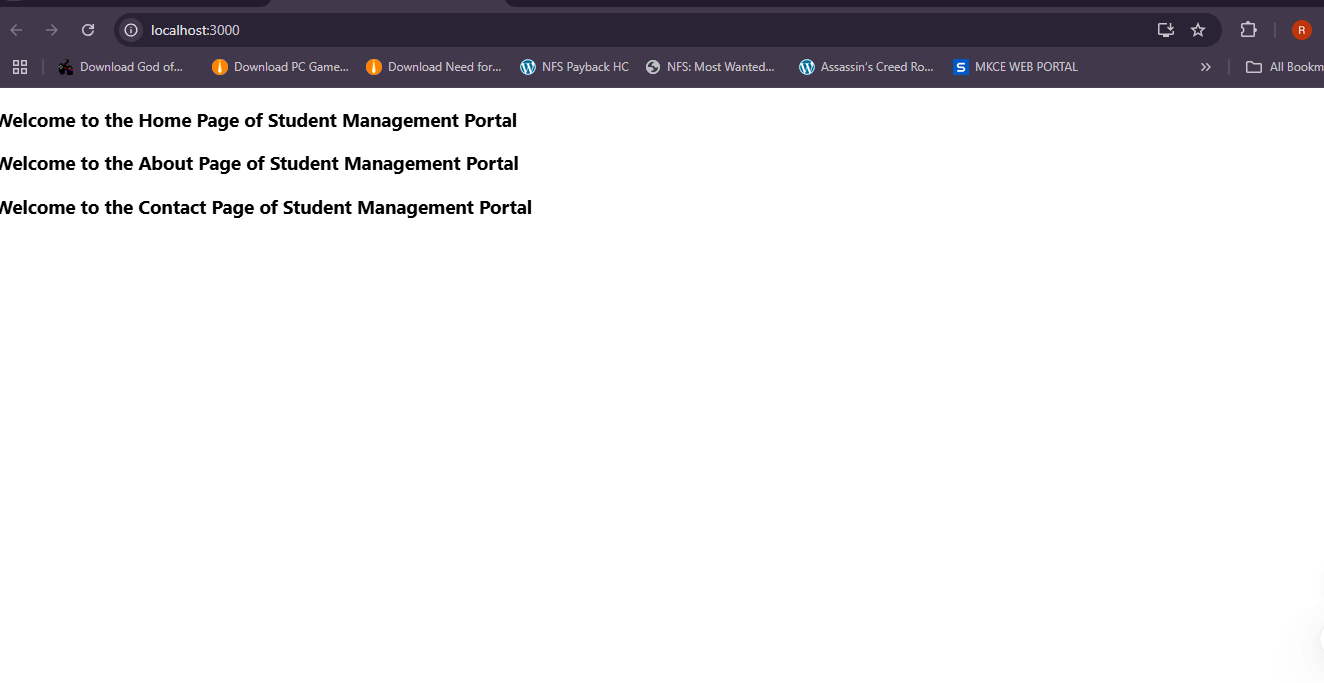 localhost:3000
R
Download God of...
Download PC Game...
Download Need for...
NFS Payback HC
NFS: Most Wanted...
Assassin's Creed Ro...
S MKCE WEB PORTAL
All Bookm
Welcome to the Home Page of Student Management Portal
Welcome to the About Page of Student Management Portal
Welcome to the Contact Page of Student Management Portal